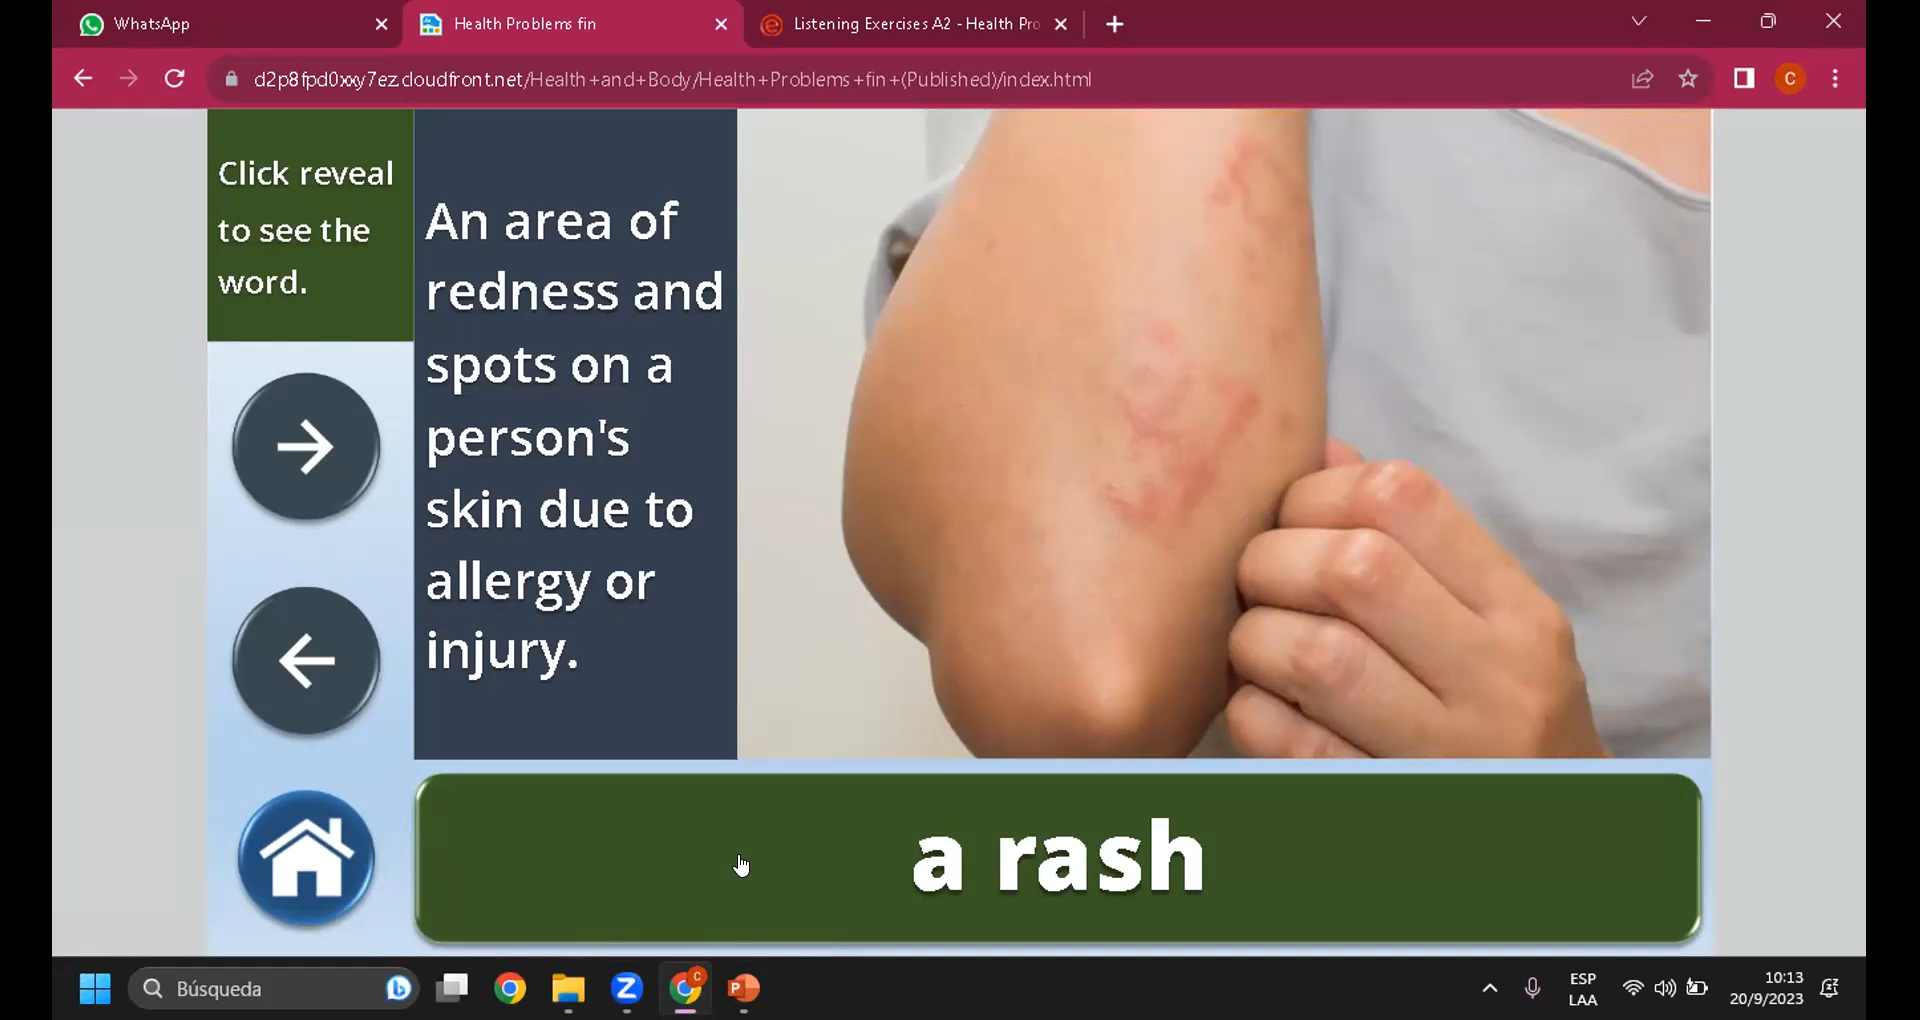 WhatsApp
Health Problems fin
Listening Exercises A2 - Health Pro
d2p8fpd0xxy7ez.cloudfront.net/Health+and+Body/Health+Problems+fin+(Published)/index.html
C
Click reveal
to see the
word.
An area of
redness and
spots on a
person's
skin due to
allergy or
injury.
a rash
Búsqueda
ESP
LAA
10:13
20/9/2023